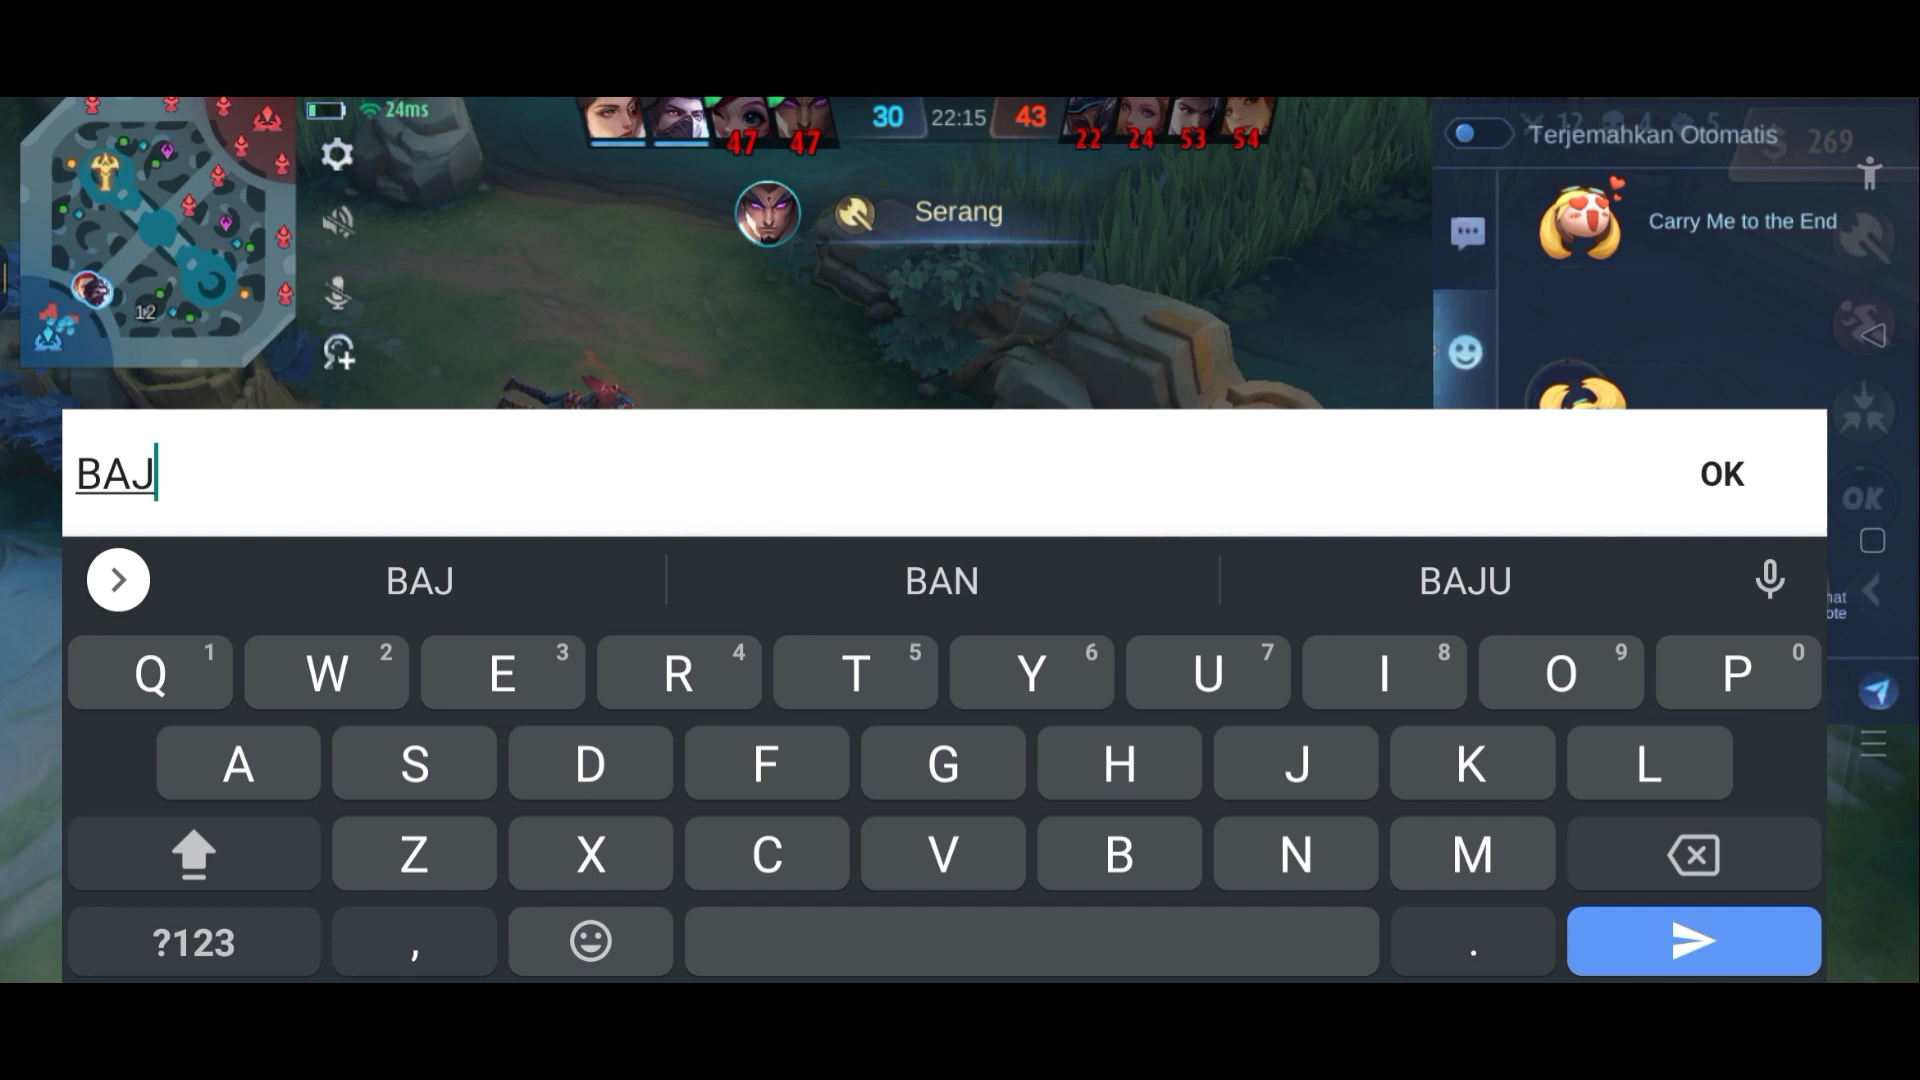 24ms
47
47
30
22:15
43
22
24
53
54
Terjemahkan Otomatis
269
Serang
Carry Me to the End
12
BAJ
OK
OK
BAJ
BAN
BAJU
Q 1
W 2
E 3
R 4
T 5
Y 6
U 7
I 8
O 9
P 0
A
S
D
F
G
H
J
K
L
Z
X
C
V
B
N
M
?123
,
.